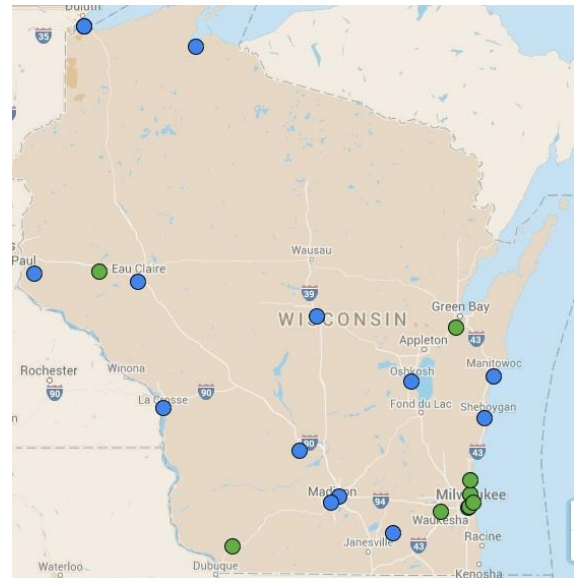 Duluth
35
Paul
Eau Claire
Wausau
39
WISCONSIN
Green Bay
43
Appleton
Rochester
90
Winona
Oshkosh
Manitowoc
La Crosse
90
Fond du Lac
Sheboygan
90
43
Madison
94
Milwaukee
Waukesha
Janesville
43
Racine
Waterloo
Dubuque
Kenosha